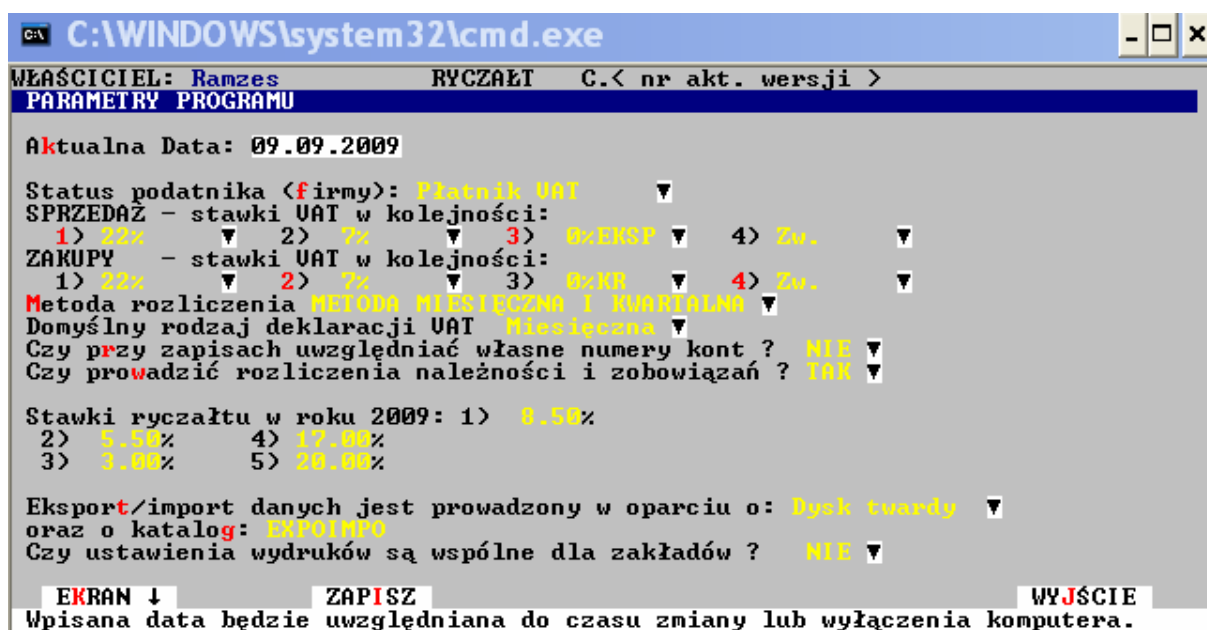 C:\WINDOWS\system32\cmd.exe
WŁAŚCICIEL: Ramzes RYCZAŁT C.< nr akt. wersji >
PARAMETRY PROGRAMU
Aktualna Data: 09.09.2009
Status podatnika (firmy): Płatnik VAT ▼
SPRZEDAŻ - stawki VAT w kolejności:
1) 22% ▼ 2) 7% ▼ 3) 0%EKSP ▼ 4) Zw. ▼
ZAKUPY - stawki VAT w kolejności:
1) 22% ▼ 2) 7% ▼ 3) 0%KR ▼ 4) Zw. ▼
Metoda rozliczenia METODA MIESIĘCZNA I KWARTALNA ▼
Domyślny rodzaj deklaracji VAT Miesięczna ▼
Czy przy zapisach uwzględniać własne numery kont ? NIE ▼
Czy prowadzić rozliczenia należności i zobowiązań ? TAK ▼
Stawki ryczałtu w roku 2009: 1) 8.50%
2) 5.50% 4) 17.00%
3) 3.00% 5) 20.00%
Eksport/import danych jest prowadzony w oparciu o: Dysk twardy ▼
oraz o katalog: EXPOIMPO
Czy ustawienia wydruków są wspólne dla zakładów ? NIE ▼
EKRAN ↓ ZAPISZ WYJŚCIE
Wpisana data będzie uwzględniana do czasu zmiany lub wyłączenia komputera.